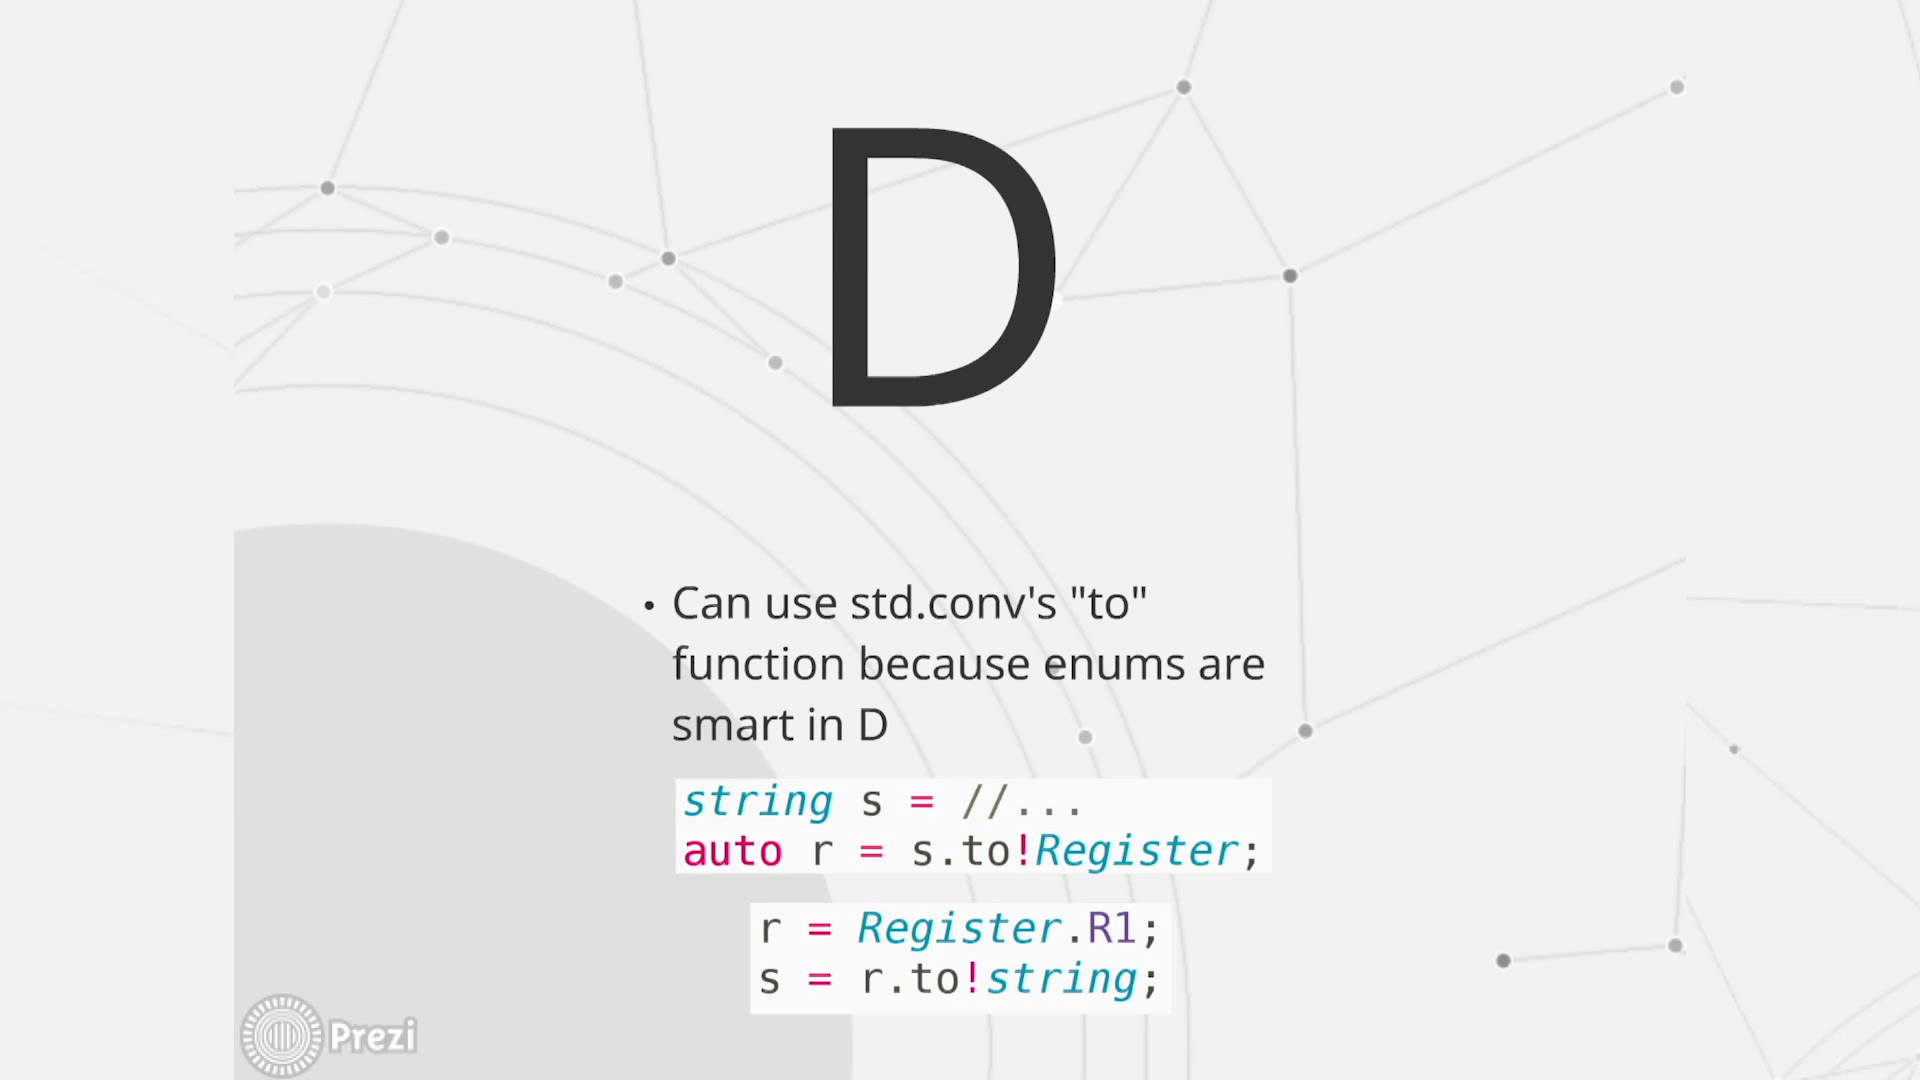 D
• Can use std.conv's "to"
function because enums are
smart in D
string s = //...
auto r = s.to!Register;
r = Register.R1;
s = r.to!string;
Prezi